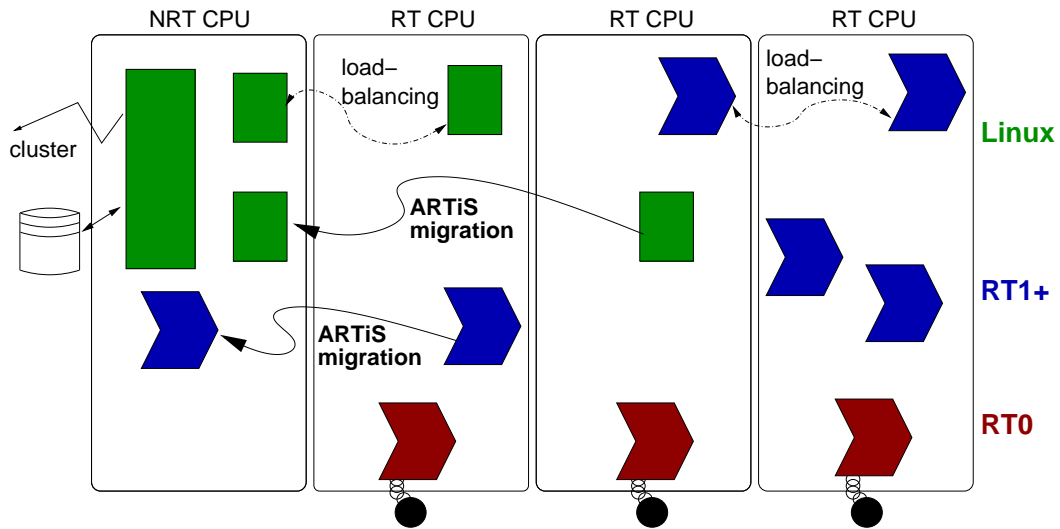 NRT CPU
RT CPU
RT CPU
RT CPU
load–
balancing
load–
balancing
Linux
cluster
ARTiS
migration
RT1+
ARTiS
migration
RT0